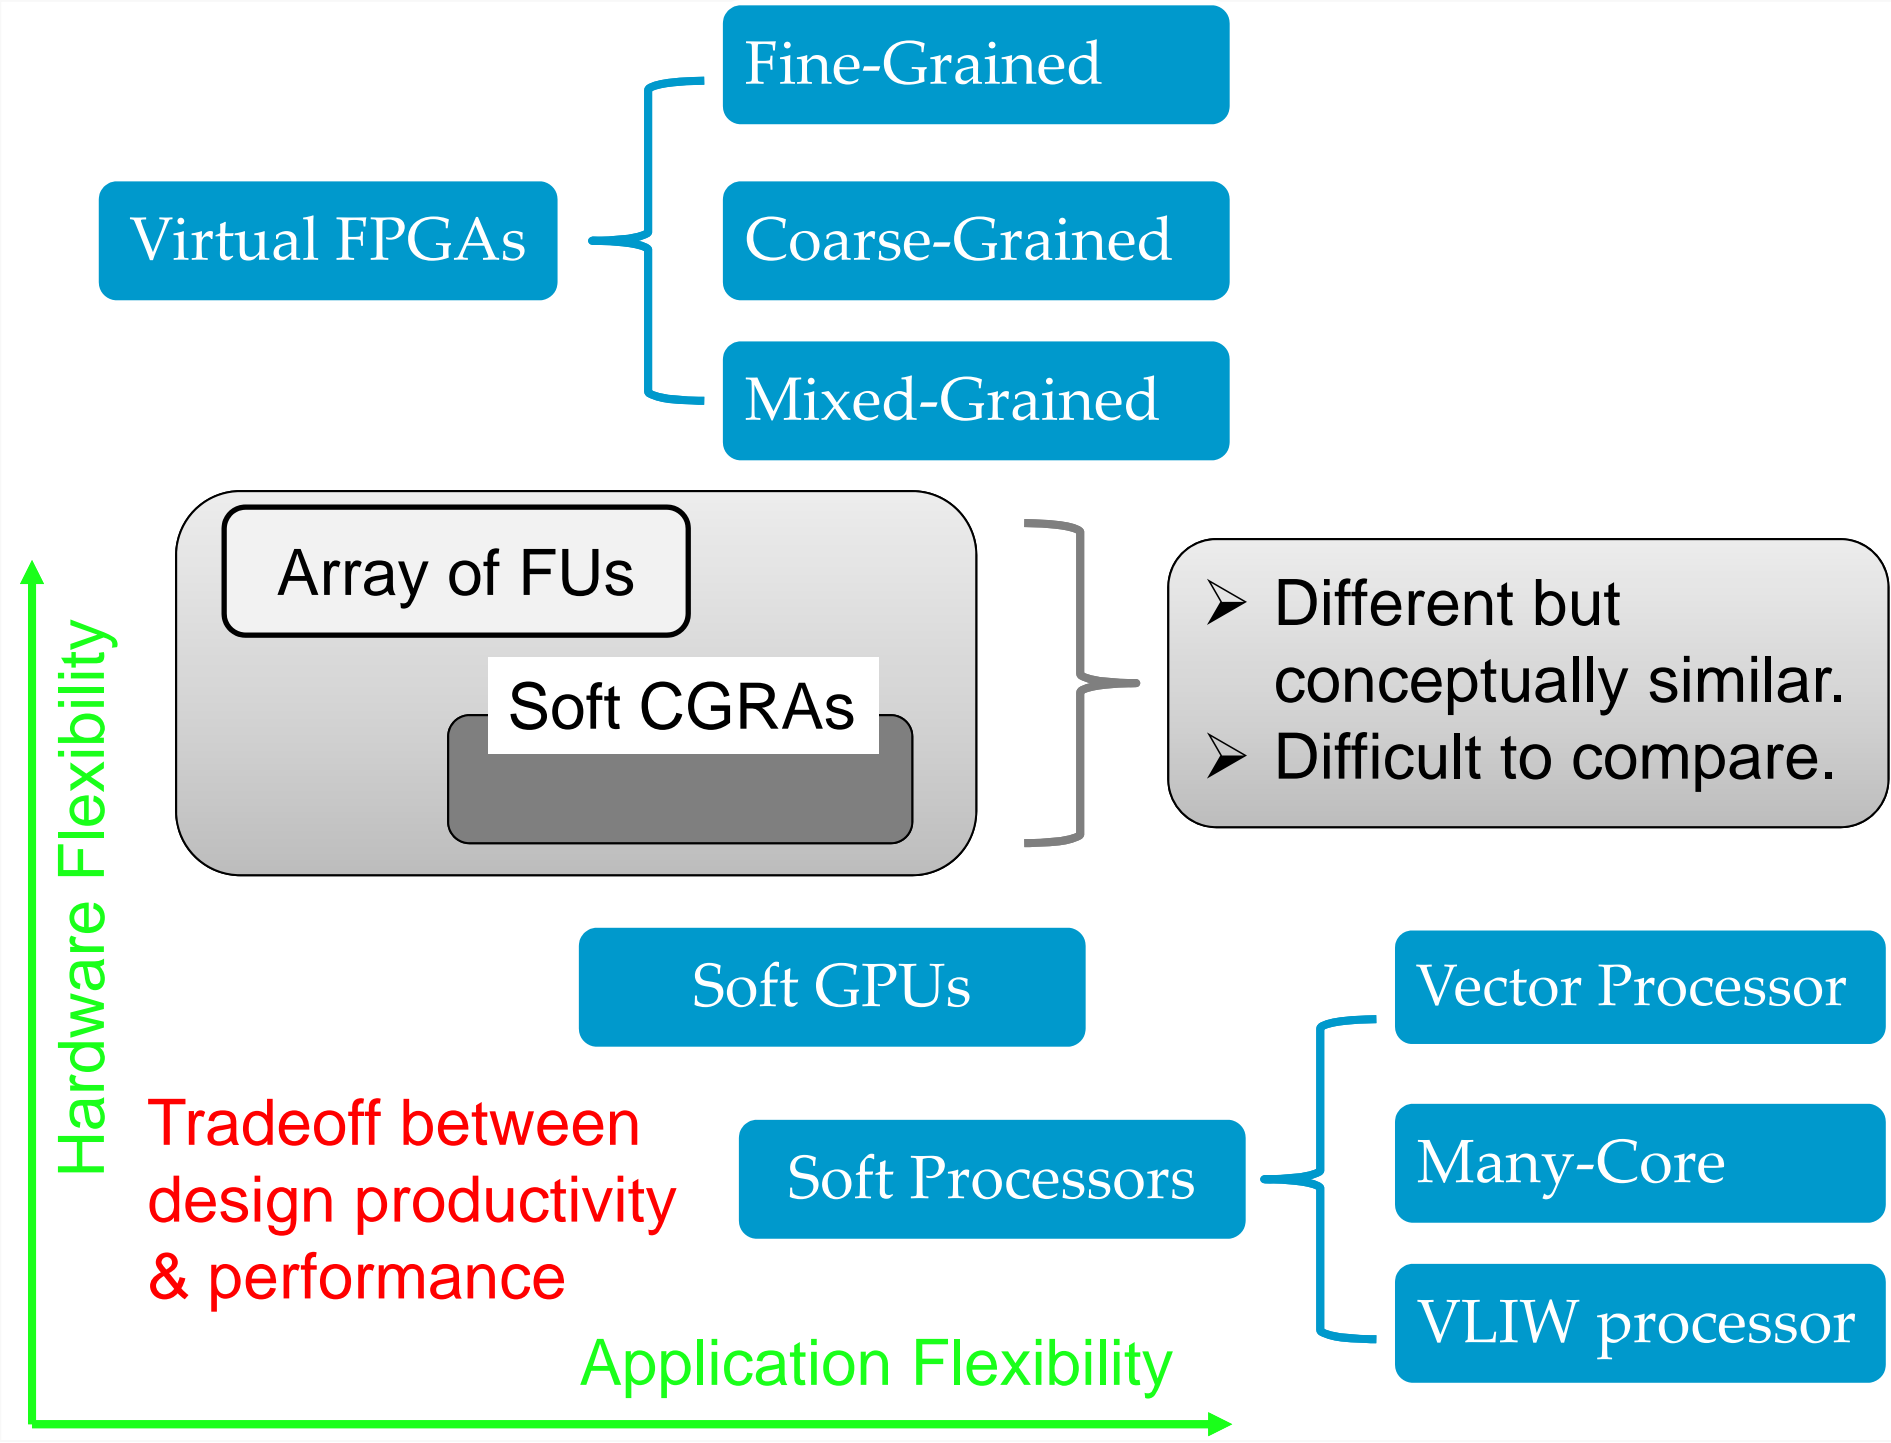 Fine-Grained
Virtual FPGAs
Coarse-Grained
Mixed-Grained
Array of FUs
Soft CGRAs
➢ Different but
conceptually similar.
➢ Difficult to compare.
Hardware Flexibility
Soft GPUs
Vector Processor
Tradeoff between
design productivity
& performance
Soft Processors
Many-Core
VLIW processor
Application Flexibility